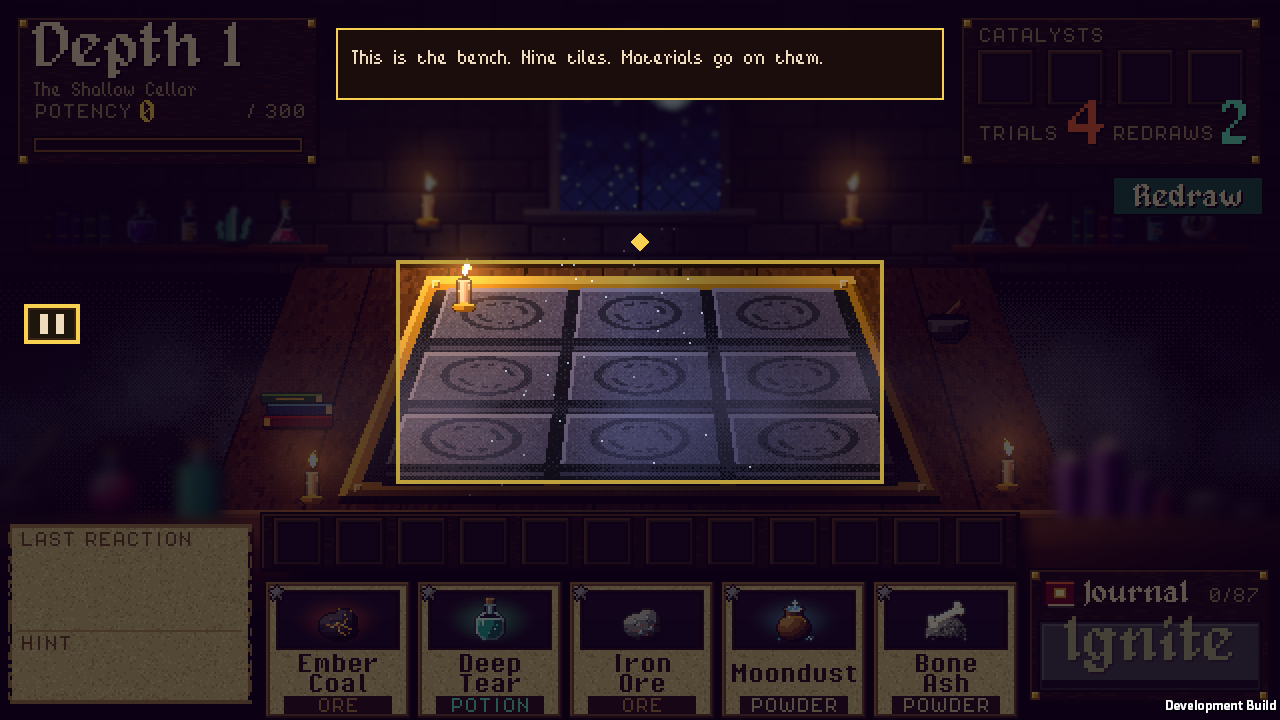 Depth 1
The Shallow Cellar
POTENCY 0 / 300
This is the bench. Nine tiles. Materials go on them.
CATALYSTS
TRIALS 4 REDRAWS 2
Redraw
LAST REACTION
HINT
Ember Coal
ORE
Deep Tear
POTION
Iron Ore
ORE
Moondust
POWDER
Bone Ash
POWDER
Journal 0/87
Ignite
Development Build